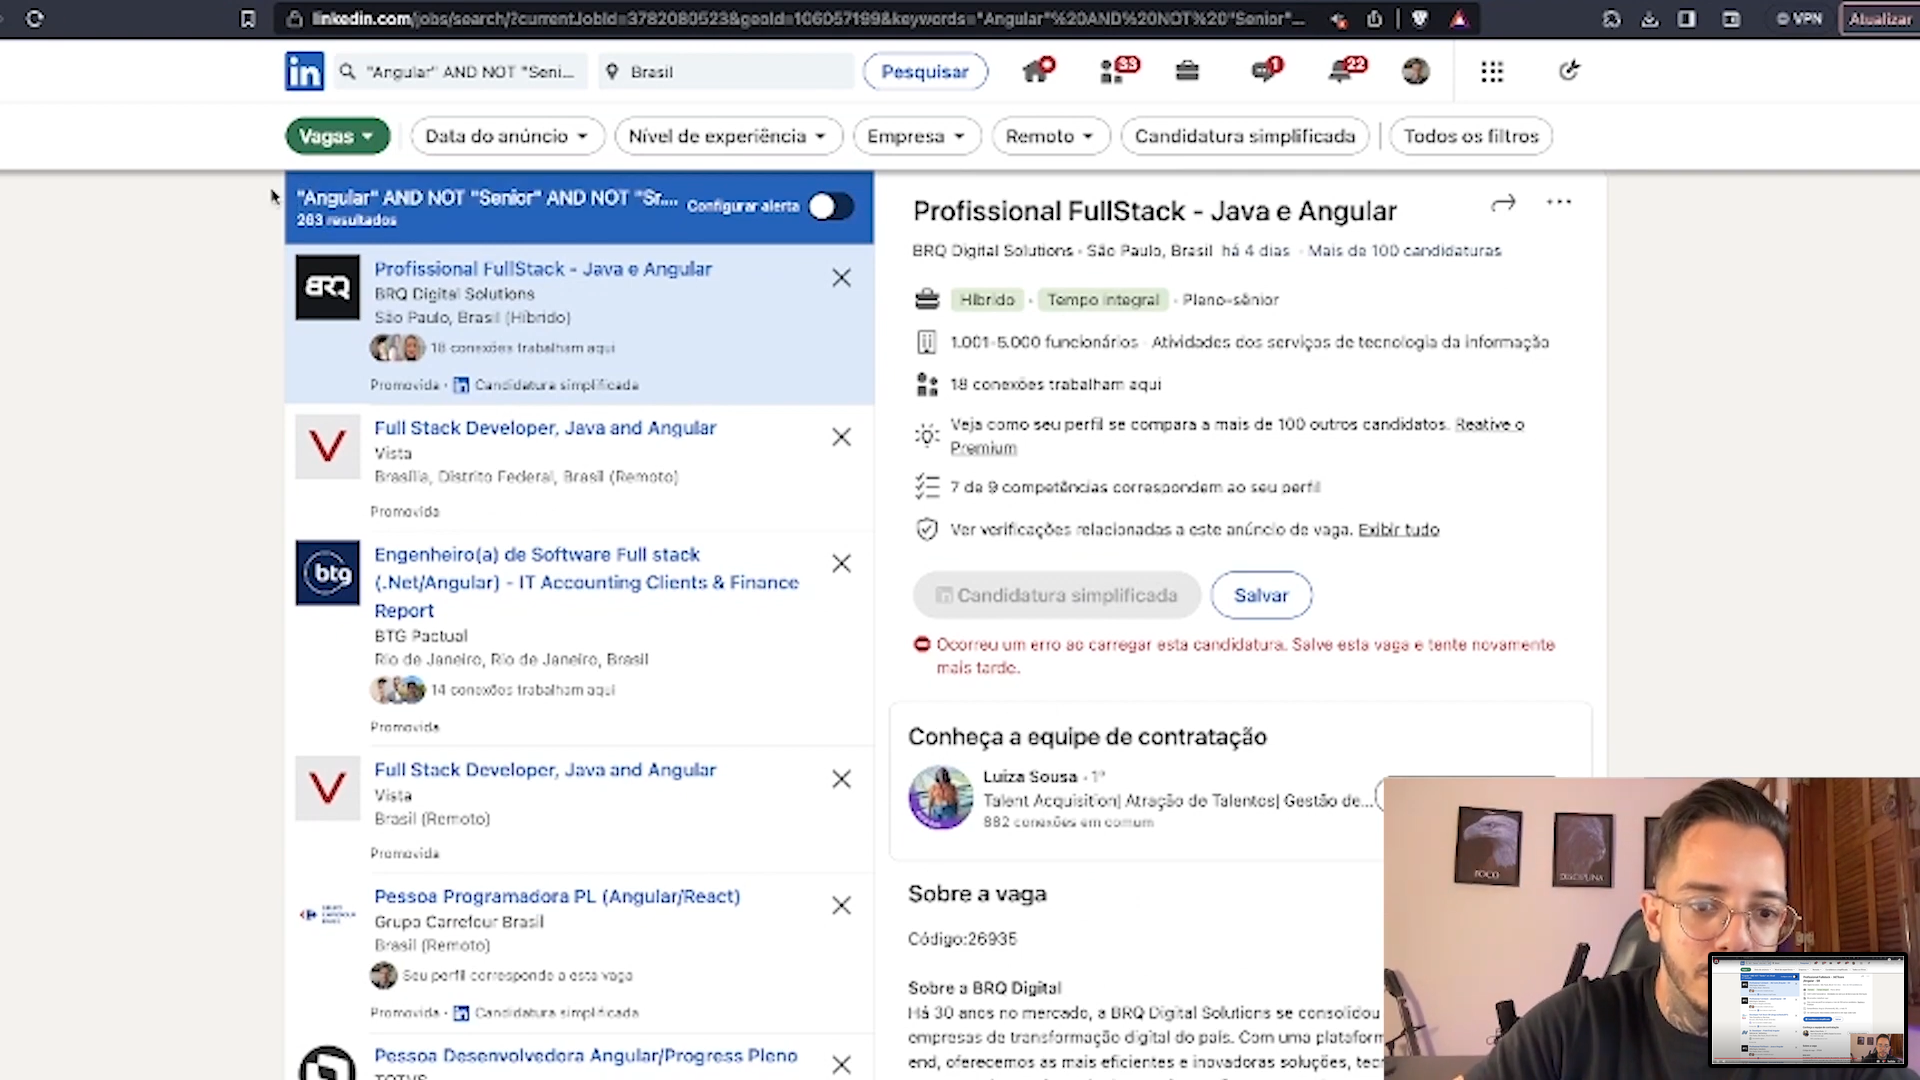 linkedin.com/jobs/search/?currentJobId=3782080523&geoId=106057199&keywords="Angular"%20AND%20NOT%20"Senior"...
VPN
Atualizar
in
"Angular" AND NOT "Seni...
Brasil
Pesquisar
33
1
22
Vagas
Data do anúncio
Nível de experiência
Empresa
Remoto
Candidatura simplificada
Todos os filtros
"Angular" AND NOT "Senior" AND NOT "Sr....
263 resultados
Configurar alerta
BRQ
Profissional FullStack - Java e Angular
BRQ Digital Solutions
São Paulo, Brasil (Híbrido)
18 conexões trabalham aqui
Promovida · Candidatura simplificada
V
Full Stack Developer, Java and Angular
Vista
Brasília, Distrito Federal, Brasil (Remoto)
Promovida
btg
Engenheiro(a) de Software Full stack
(.Net/Angular) - IT Accounting Clients & Finance
Report
BTG Pactual
Rio de Janeiro, Rio de Janeiro, Brasil
14 conexões trabalham aqui
Promovida
V
Full Stack Developer, Java and Angular
Vista
Brasil (Remoto)
Promovida
Pessoa Programadora PL (Angular/React)
Grupo Carrefour Brasil
Brasil (Remoto)
Seu perfil corresponde a esta vaga
Promovida · Candidatura simplificada
Pessoa Desenvolvedora Angular/Progress Pleno
TOTVS
Profissional FullStack - Java e Angular
BRQ Digital Solutions · São Paulo, Brasil há 4 dias · Mais de 100 candidaturas
Híbrido · Tempo integral · Pleno-sênior
1.001-5.000 funcionários · Atividades dos serviços de tecnologia da informação
18 conexões trabalham aqui
Veja como seu perfil se compara a mais de 100 outros candidatos. Reative o
Premium
7 de 9 competências correspondem ao seu perfil
Ver verificações relacionadas a este anúncio de vaga. Exibir tudo
Candidatura simplificada
Salvar
Ocorreu um erro ao carregar esta candidatura. Salve esta vaga e tente novamente
mais tarde.
Conheça a equipe de contratação
Luiza Sousa · 1º
Talent Acquisition| Atração de Talentos| Gestão de...
882 conexões em comum
Sobre a vaga
Código:26935
Sobre a BRQ Digital
Há 30 anos no mercado, a BRQ Digital Solutions se consolidou
empresas de transformação digital do país. Com uma plataform
end, oferecemos as mais eficientes e inovadoras soluções, tec
FOCO
DISCIPLINA